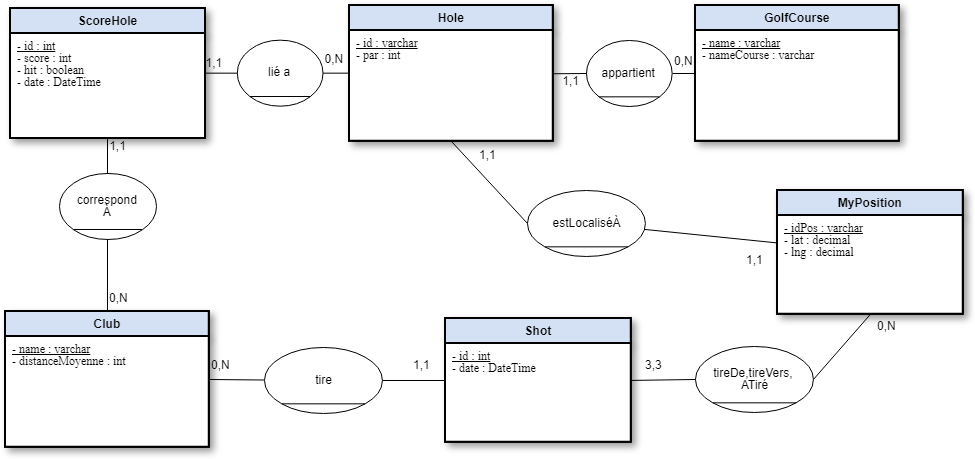 ScoreHole
- id : int
- score : int
- hit : boolean
- date : DateTime
1,1
lié a
0,N
Hole
- id : varchar
- par : int
1,1
appartient
0,N
GolfCourse
- name : varchar
- nameCourse : varchar
1,1
correspond
À
0,N
1,1
estLocaliséÀ
1,1
MyPosition
- idPos : varchar
- lat : decimal
- lng : decimal
Club
- name : varchar
- distanceMoyenne : int
0,N
tire
1,1
Shot
- id : int
- date : DateTime
3,3
tireDe,tireVers,
ATiré
0,N